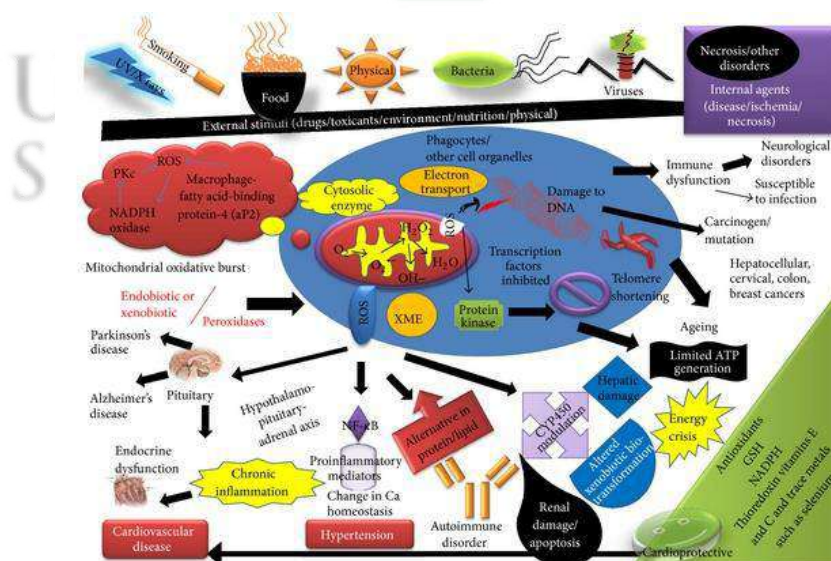 U
S
Smoking
UV/X rays
Food
Physical
Bacteria
Viruses
Necrosis/other
disorders
Internal agents
(disease/ischemia/
necrosis)
External stimuti (drugs/toxicants/environment/nutrition/physical)
PKc
ROS
Macrophage-
fatty acid-binding
protein-4 (aP2)
NADPH
oxidase
Mitochondrial oxidative burst
Phagocytes/
other cell organelles
Electron
transport
Cytosolic
enzyme
ROS
H2O2
H2O
OH−
Damage to
DNA
Transcription
factors
inhibited
Telomere
shortening
Protein
kinase
ROS
XME
Immune
dysfunction
Neurological
disorders
Susceptible
to infection
Carcinogen/
mutation
Hepatocellular,
cervical, colon,
breast cancers
Ageing
Limited ATP
generation
Energy
crisis
Endobiotic or
xenobiotic
Peroxidases
Parkinson's
disease
Alzheimer's
disease
Pituitary
Hypothalamo-
pituitary-
adrenal axis
Endocrine
dysfunction
Chronic
inflammation
NF-κB
Proinflammatory
mediators
Change in Ca
homeostasis
Alternative in
protein/lipid
Autoimmune
disorder
CYP450
modulation
Hepatic
damage
Altered
xenobiotic bio-
transformation
Renal
damage/
apoptosis
Cardiovascular
disease
Hypertension
Antioxidants
GSH
NADPH
Thioredoxin vitamins E
and C and trace metals
such as selenium
Cardioprotective